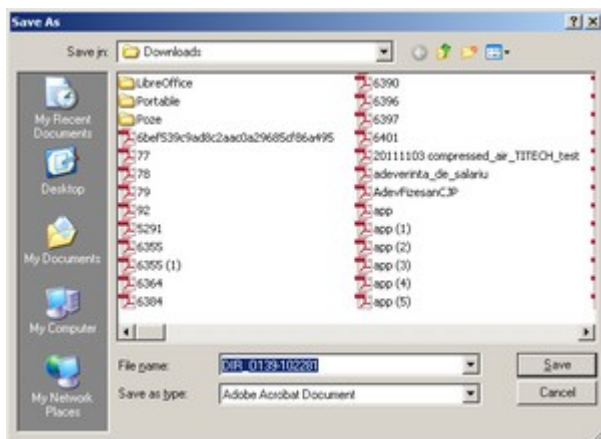 Save As
Save in: Downloads
My Recent
Documents
Desktop
My Documents
My Computer
My Network
Places
LibreOffice
Portable
Poze
6bef539c9ad8c2aac0a29685df86a495
77
78
79
92
5291
6355
6355 (1)
6364
6384
6390
6396
6397
6401
20111103 compressed_air_TITECH_test
adeverinta_de_salariu
AdevFizesanCJP
app
app (1)
app (2)
app (3)
app (4)
app (5)
File name: DIR_0139-102281
Save
Save as type: Adobe Acrobat Document
Cancel